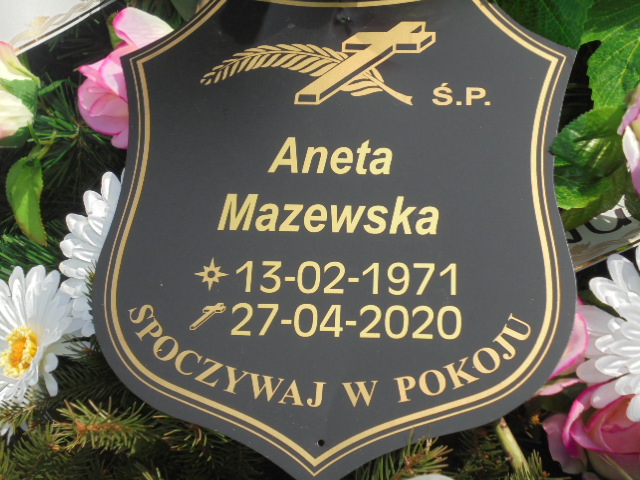 Ś.P.
Aneta
Mazewska
13-02-1971
27-04-2020
SPOCZYWAJ W POKOJU